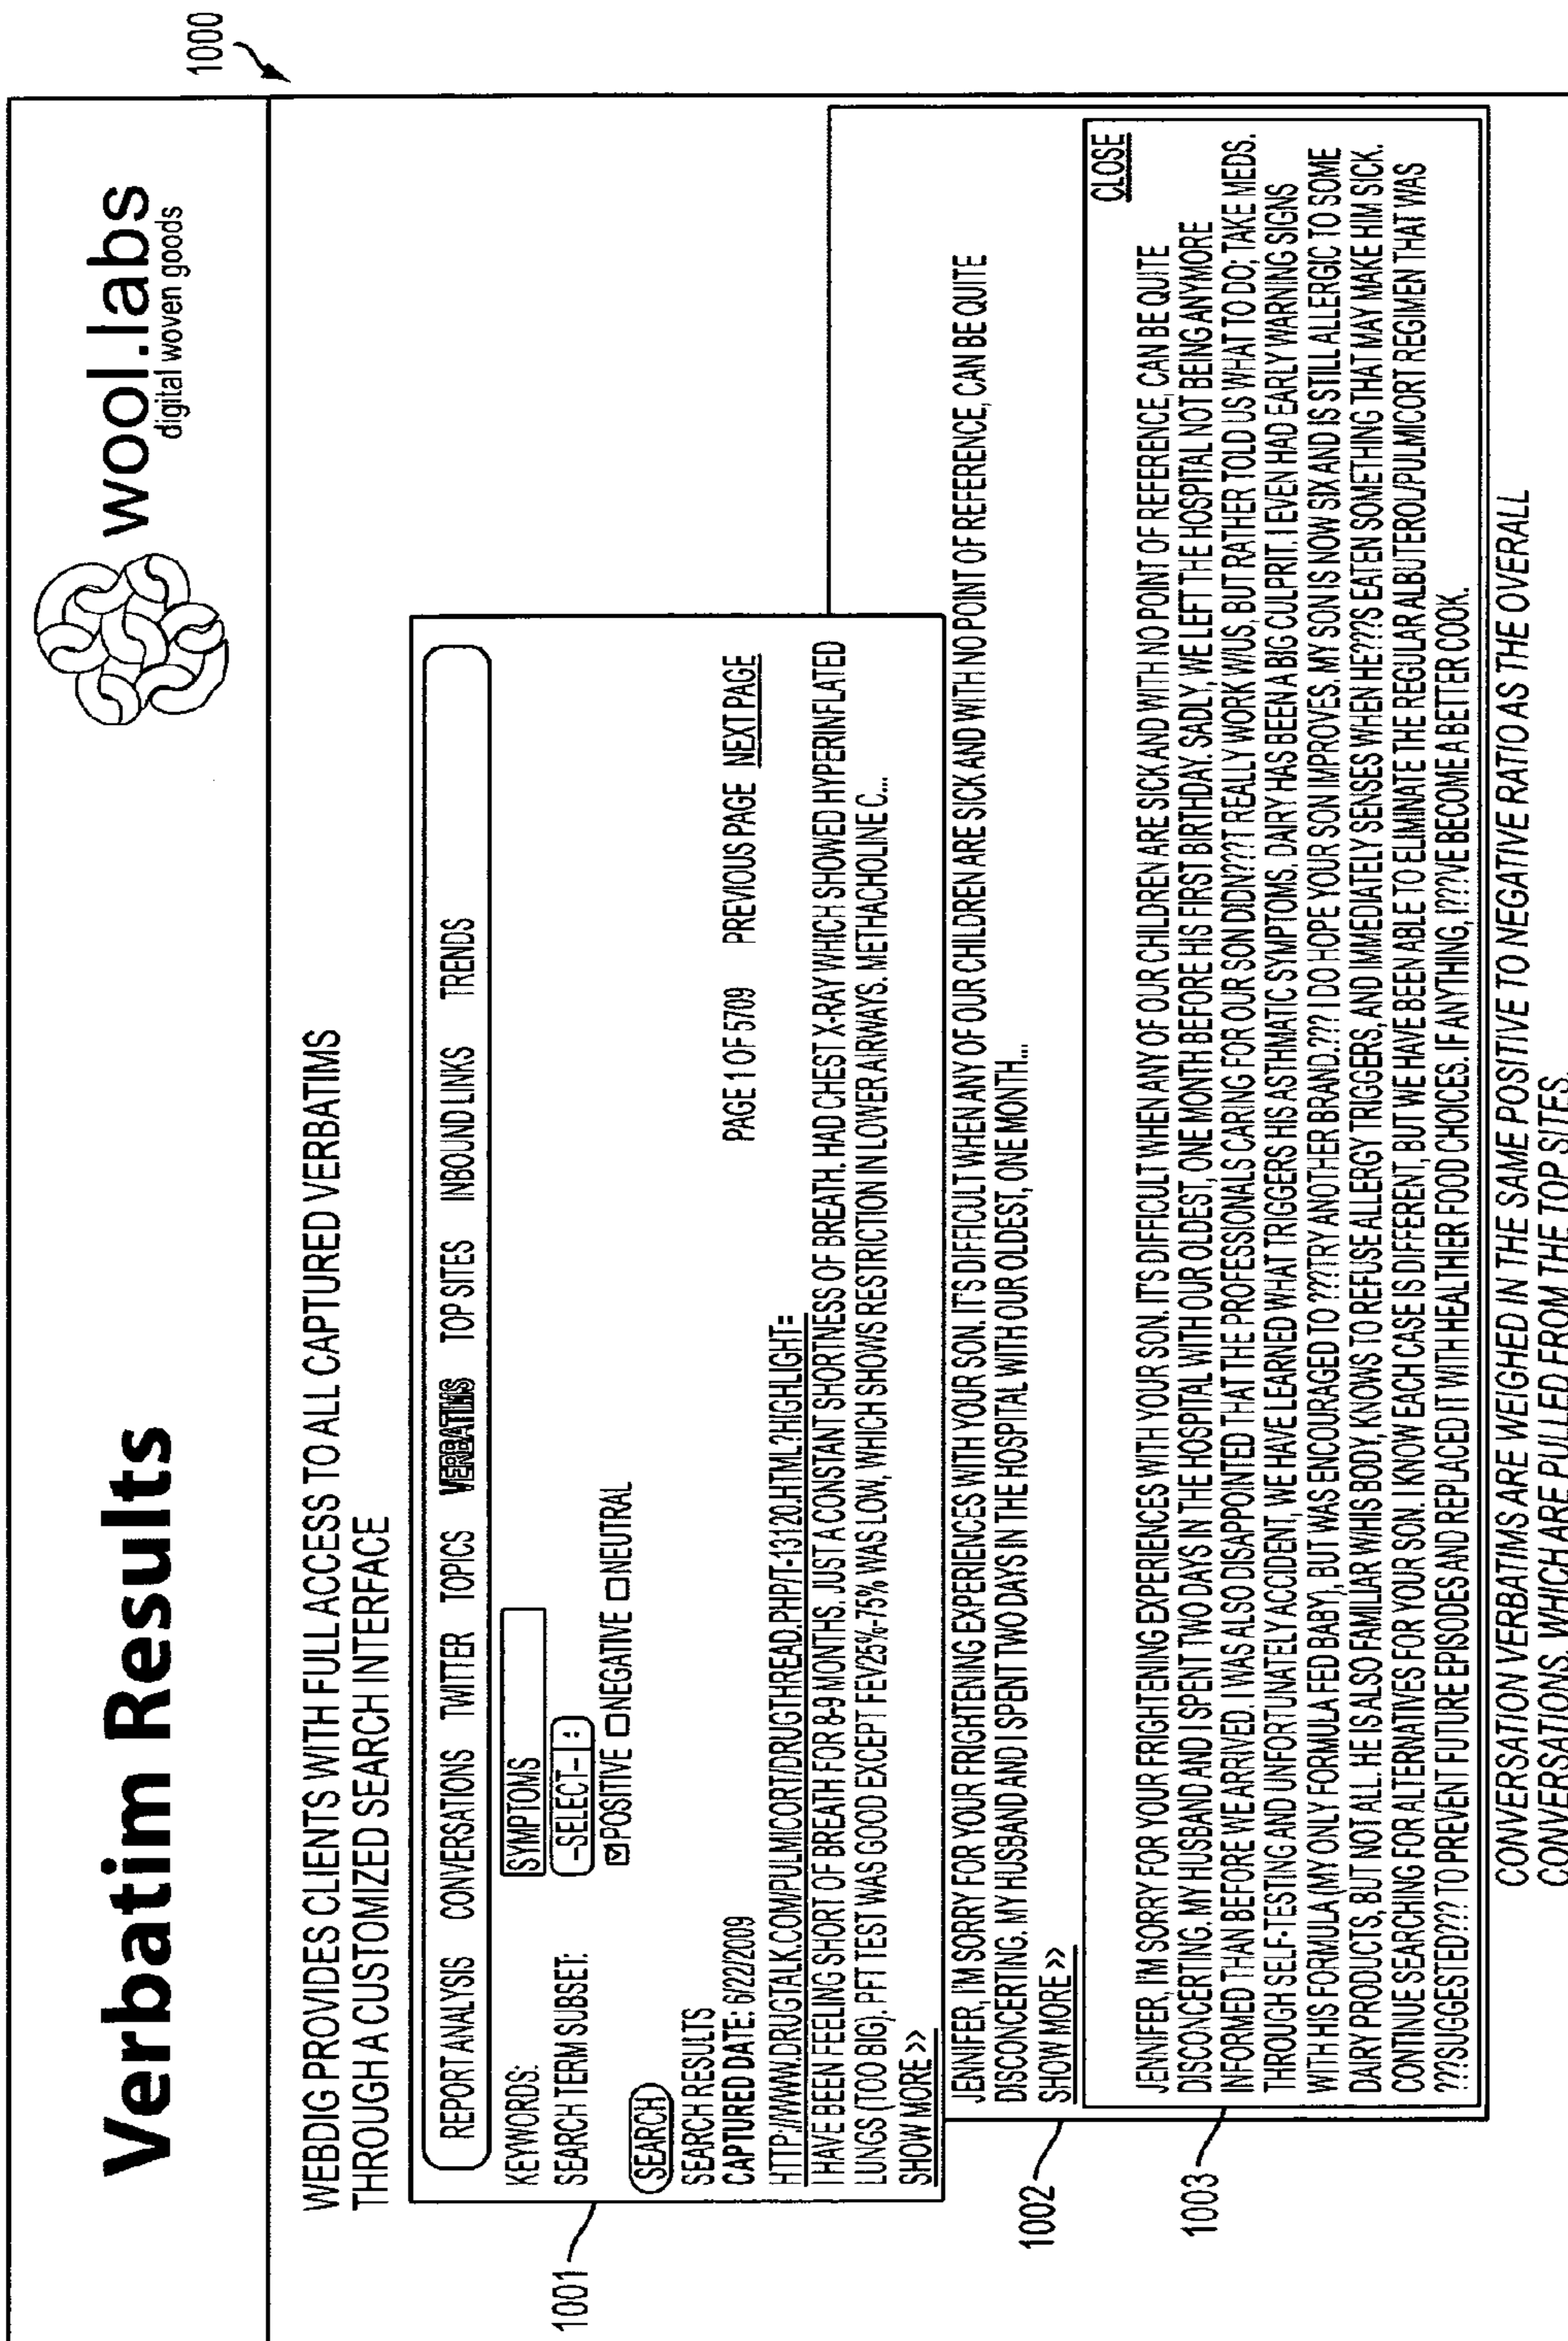 1000
Verbatim Results
wool.labs
digital woven goods
WEBDIG PROVIDES CLIENTS WITH FULL ACCESS TO ALL CAPTURED VERBATIMS
THROUGH A CUSTOMIZED SEARCH INTERFACE
REPORT ANALYSIS CONVERSATIONS TWITTER TOPICS VERBATIMS TOP SITES INBOUND LINKS TRENDS
KEYWORDS: SYMPTOMS
SEARCH TERM SUBSET: -SELECT-
☑POSITIVE ☐NEGATIVE ☐NEUTRAL
SEARCH
SEARCH RESULTS
CAPTURED DATE: 6/22/2009 PAGE 1 OF 5709 PREVIOUS PAGE NEXT PAGE
HTTP://WWW.DRUGTALK.COM/PULMICORT/DRUGTHREAD.PHP/T-13120.HTML?HIGHLIGHT=
I HAVE BEEN FEELING SHORT OF BREATH FOR 8-9 MONTHS, JUST A CONSTANT SHORTNESS OF BREATH. HAD CHEST X-RAY WHICH SHOWED HYPERINFLATED
LUNGS (TOO BIG). PFT TEST WAS GOOD EXCEPT FEV25%-75% WAS LOW, WHICH SHOWS RESTRICTION IN LOWER AIRWAYS. METHACHOLINE C...
SHOW MORE >>
1001
JENNIFER, I'M SORRY FOR YOUR FRIGHTENING EXPERIENCES WITH YOUR SON. IT'S DIFFICULT WHEN ANY OF OUR CHILDREN ARE SICK AND WITH NO POINT OF REFERENCE, CAN BE QUITE
DISCONCERTING. MY HUSBAND AND I SPENT TWO DAYS IN THE HOSPITAL WITH OUR OLDEST, ONE MONTH...
SHOW MORE >>
1002
CLOSE
JENNIFER, I'M SORRY FOR YOUR FRIGHTENING EXPERIENCES WITH YOUR SON. IT'S DIFFICULT WHEN ANY OF OUR CHILDREN ARE SICK AND WITH NO POINT OF REFERENCE, CAN BE QUITE
DISCONCERTING. MY HUSBAND AND I SPENT TWO DAYS IN THE HOSPITAL WITH OUR OLDEST, ONE MONTH BEFORE HIS FIRST BIRTHDAY. SADLY, WE LEFT THE HOSPITAL NOT BEING ANYMORE
INFORMED THAN BEFORE WE ARRIVED. I WAS ALSO DISAPPOINTED THAT THE PROFESSIONALS CARING FOR OUR SON DIDN???T REALLY WORK W/US, BUT RATHER TOLD US WHAT TO DO; TAKE MEDS.
THROUGH SELF-TESTING AND UNFORTUNATELY ACCIDENT, WE HAVE LEARNED WHAT TRIGGERS HIS ASTHMATIC SYMPTOMS. DAIRY HAS BEEN A BIG CULPRIT. I EVEN HAD EARLY WARNING SIGNS
WITH HIS FORMULA (MY ONLY FORMULA FED BABY), BUT WAS ENCOURAGED TO ???TRY ANOTHER BRAND.??? I DO HOPE YOUR SON IMPROVES. MY SON IS NOW SIX AND IS STILL ALLERGIC TO SOME
DAIRY PRODUCTS, BUT NOT ALL. HE IS ALSO FAMILIAR W/HIS BODY, KNOWS TO REFUSE ALLERGY TRIGGERS, AND IMMEDIATELY SENSES WHEN HE???S EATEN SOMETHING THAT MAY MAKE HIM SICK.
CONTINUE SEARCHING FOR ALTERNATIVES FOR YOUR SON. I KNOW EACH CASE IS DIFFERENT, BUT WE HAVE BEEN ABLE TO ELIMINATE THE REGULAR ALBUTEROL/PULMICORT REGIMEN THAT WAS
???SUGGESTED??? TO PREVENT FUTURE EPISODES AND REPLACED IT WITH HEALTHIER FOOD CHOICES. IF ANYTHING, I???VE BECOME A BETTER COOK.
1003
CONVERSATION VERBATIMS ARE WEIGHED IN THE SAME POSITIVE TO NEGATIVE RATIO AS THE OVERALL
CONVERSATIONS, WHICH ARE PULLED FROM THE TOP SITES.